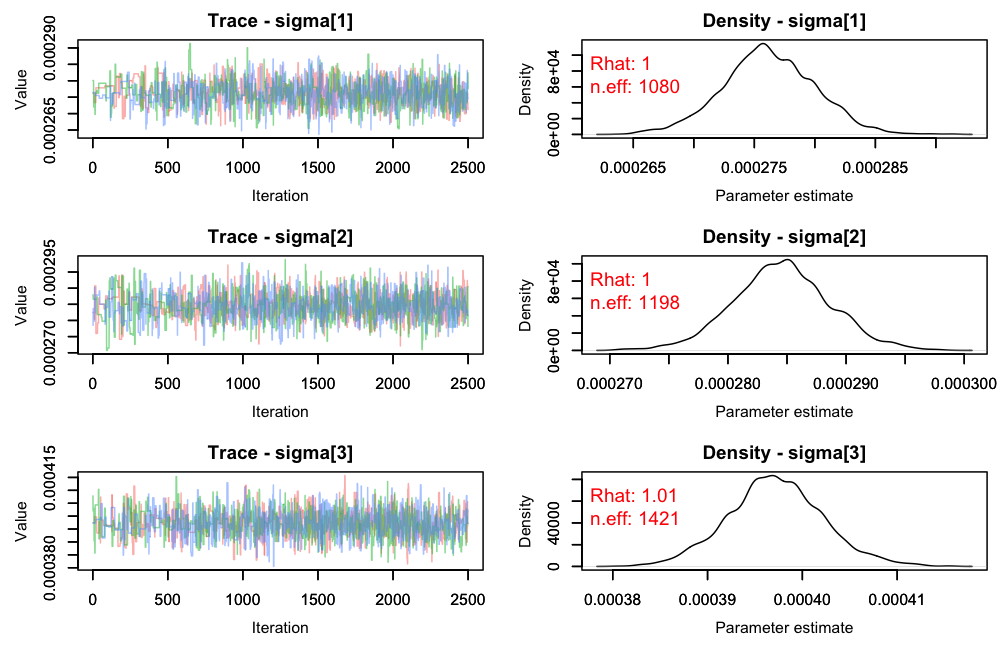 Trace - sigma[1]
Value
0.000265 0.000290
0 500 1000 1500 2000 2500
Iteration
Density - sigma[1]
Density
0e+00 8e+04
Rhat: 1
n.eff: 1080
0.000265 0.000275 0.000285
Parameter estimate
Trace - sigma[2]
Value
0.000270 0.000295
0 500 1000 1500 2000 2500
Iteration
Density - sigma[2]
Density
0e+00 8e+04
Rhat: 1
n.eff: 1198
0.000270 0.000280 0.000290 0.000300
Parameter estimate
Trace - sigma[3]
Value
0.000380 0.000415
0 500 1000 1500 2000 2500
Iteration
Density - sigma[3]
Density
0 40000
Rhat: 1.01
n.eff: 1421
0.00038 0.00039 0.00040 0.00041
Parameter estimate